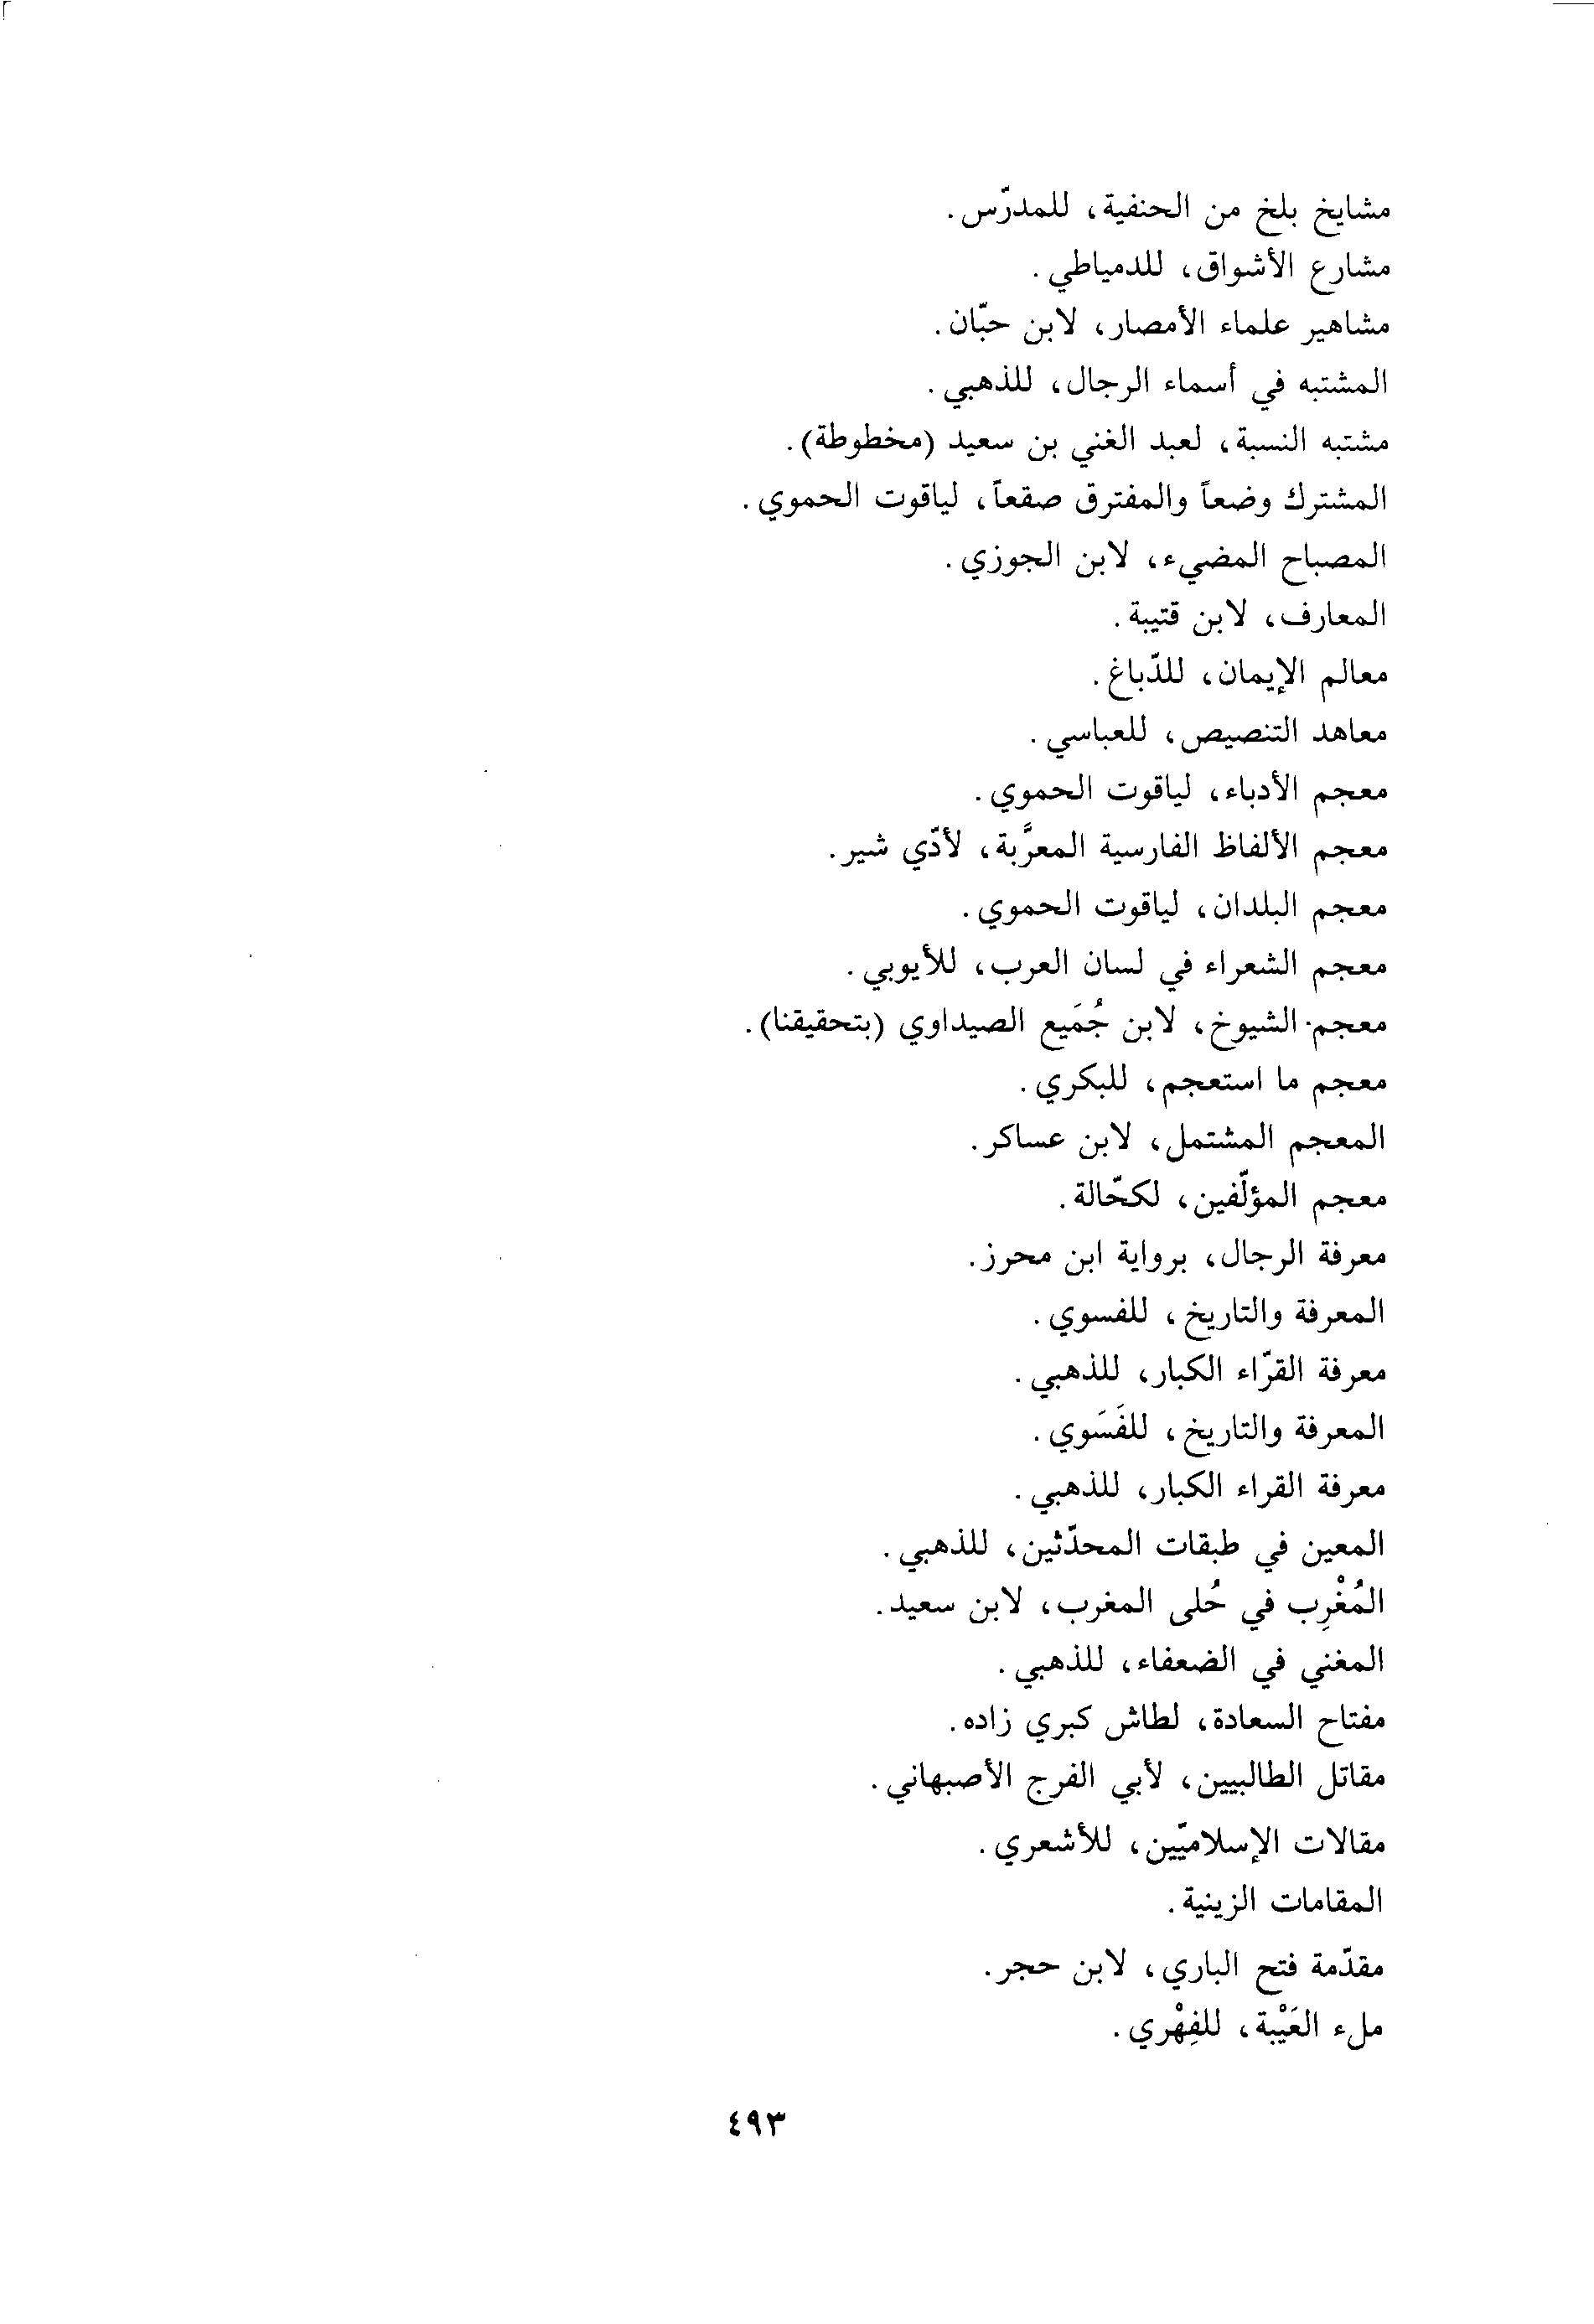 مشايخ بلخ من الحنفية، للمدرّس.
مشارع الأشواق، للدمياطي.
مشاهير علماء الأمصار، لابن حبّان.
المشتبه في أسماء الرجال، للذهبي.
مشتبه النسبة، لعبد الغني بن سعيد (مخطوطة).
المشترك وضعاً والمفترق صقعاً، لياقوت الحموي.
المصباح المضيء، لابن الجوزي.
المعارف، لابن قتيبة.
معالم الإيمان، للدّباغ.
معاهد التنصيص، للعباسي.
معجم الأدباء، لياقوت الحموي.
معجم الألفاظ الفارسية المعرَّبة، لأدّي شير.
معجم البلدان، لياقوت الحموي.
معجم الشعراء في لسان العرب، للأيوبي.
معجم الشيوخ، لابن جُمَيع الصيداوي (بتحقيقنا).
معجم ما استعجم، للبكري.
المعجم المشتمل، لابن عساكر.
معجم المؤلّفين، لكحّالة.
معرفة الرجال، برواية ابن محرز.
المعرفة والتاريخ، للفسوي.
معرفة القرّاء الكبار، للذهبي.
المعرفة والتاريخ، للفَسَوي.
معرفة القراء الكبار، للذهبي.
المعين في طبقات المحدّثين، للذهبي.
المُغْرِب في حُلى المغرب، لابن سعيد.
المغني في الضعفاء، للذهبي.
مفتاح السعادة، لطاش كبري زاده.
مقاتل الطالبيين، لأبي الفرج الأصبهاني.
مقالات الإسلاميّين، للأشعري.
المقامات الزينية.
مقدّمة فتح الباري، لابن حجر.
ملء العَيْبة، للفِهْري.
٤٩٣